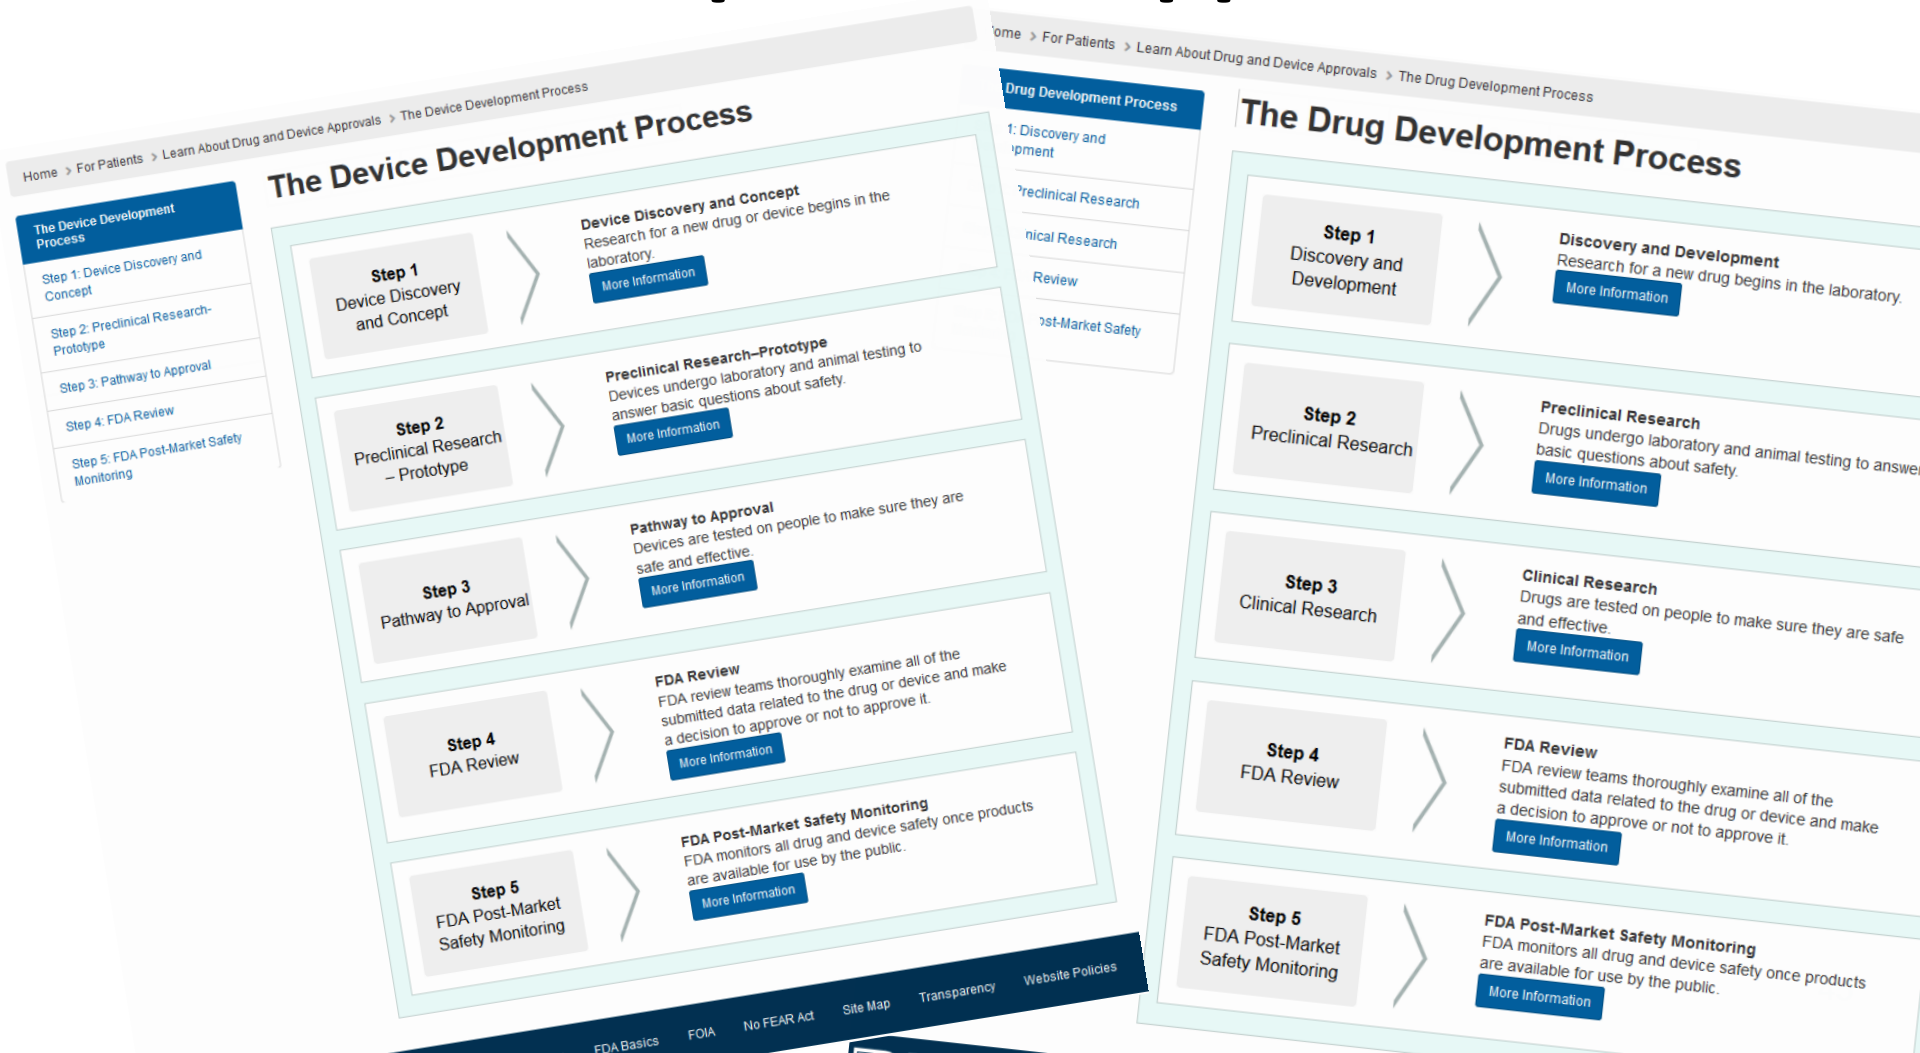 Home > For Patients > Learn About Drug and Device Approvals > The Device Development Process
The Device Development Process
The Device Development
Process
Step 1: Device Discovery and
Concept
Step 2: Preclinical Research-
Prototype
Step 3: Pathway to Approval
Step 4: FDA Review
Step 5: FDA Post-Market Safety
Monitoring
Step 1
Device Discovery
and Concept
Device Discovery and Concept
Research for a new drug or device begins in the
laboratory.
More Information
Step 2
Preclinical Research
– Prototype
Preclinical Research–Prototype
Devices undergo laboratory and animal testing to
answer basic questions about safety.
More Information
Step 3
Pathway to Approval
Pathway to Approval
Devices are tested on people to make sure they are
safe and effective.
More Information
Step 4
FDA Review
FDA Review
FDA review teams thoroughly examine all of the
submitted data related to the drug or device and make
a decision to approve or not to approve it.
More Information
Step 5
FDA Post-Market
Safety Monitoring
FDA Post-Market Safety Monitoring
FDA monitors all drug and device safety once products
are available for use by the public.
More Information
FDA Basics FOIA No FEAR Act Site Map Transparency Website Policies
ome > For Patients > Learn About Drug and Device Approvals > The Drug Development Process
The Drug Development Process
Drug Development Process
1: Discovery and
opment
Preclinical Research
nical Research
Review
ost-Market Safety
Step 1
Discovery and
Development
Discovery and Development
Research for a new drug begins in the laboratory.
More Information
Step 2
Preclinical Research
Preclinical Research
Drugs undergo laboratory and animal testing to answer
basic questions about safety.
More Information
Step 3
Clinical Research
Clinical Research
Drugs are tested on people to make sure they are safe
and effective.
More Information
Step 4
FDA Review
FDA Review
FDA review teams thoroughly examine all of the
submitted data related to the drug or device and make
a decision to approve or not to approve it.
More Information
Step 5
FDA Post-Market
Safety Monitoring
FDA Post-Market Safety Monitoring
FDA monitors all drug and device safety once products
are available for use by the public.
More Information